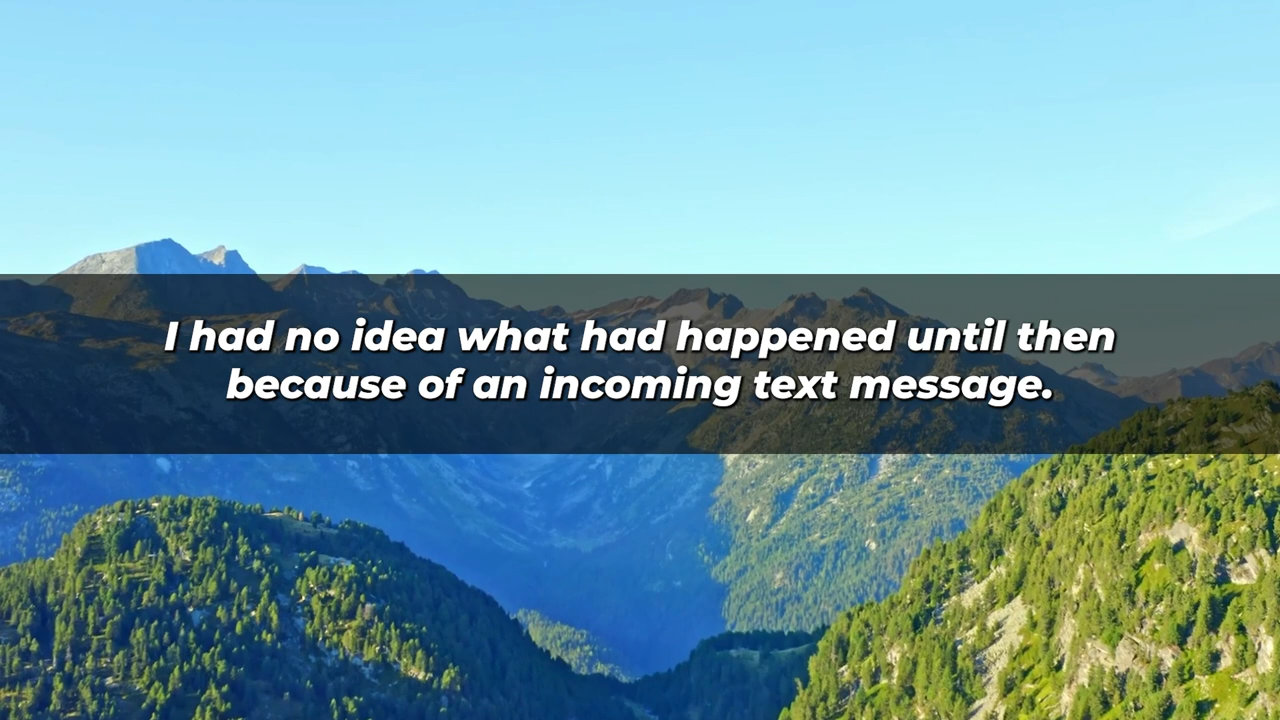 I had no idea what had happened until then
because of an incoming text message.